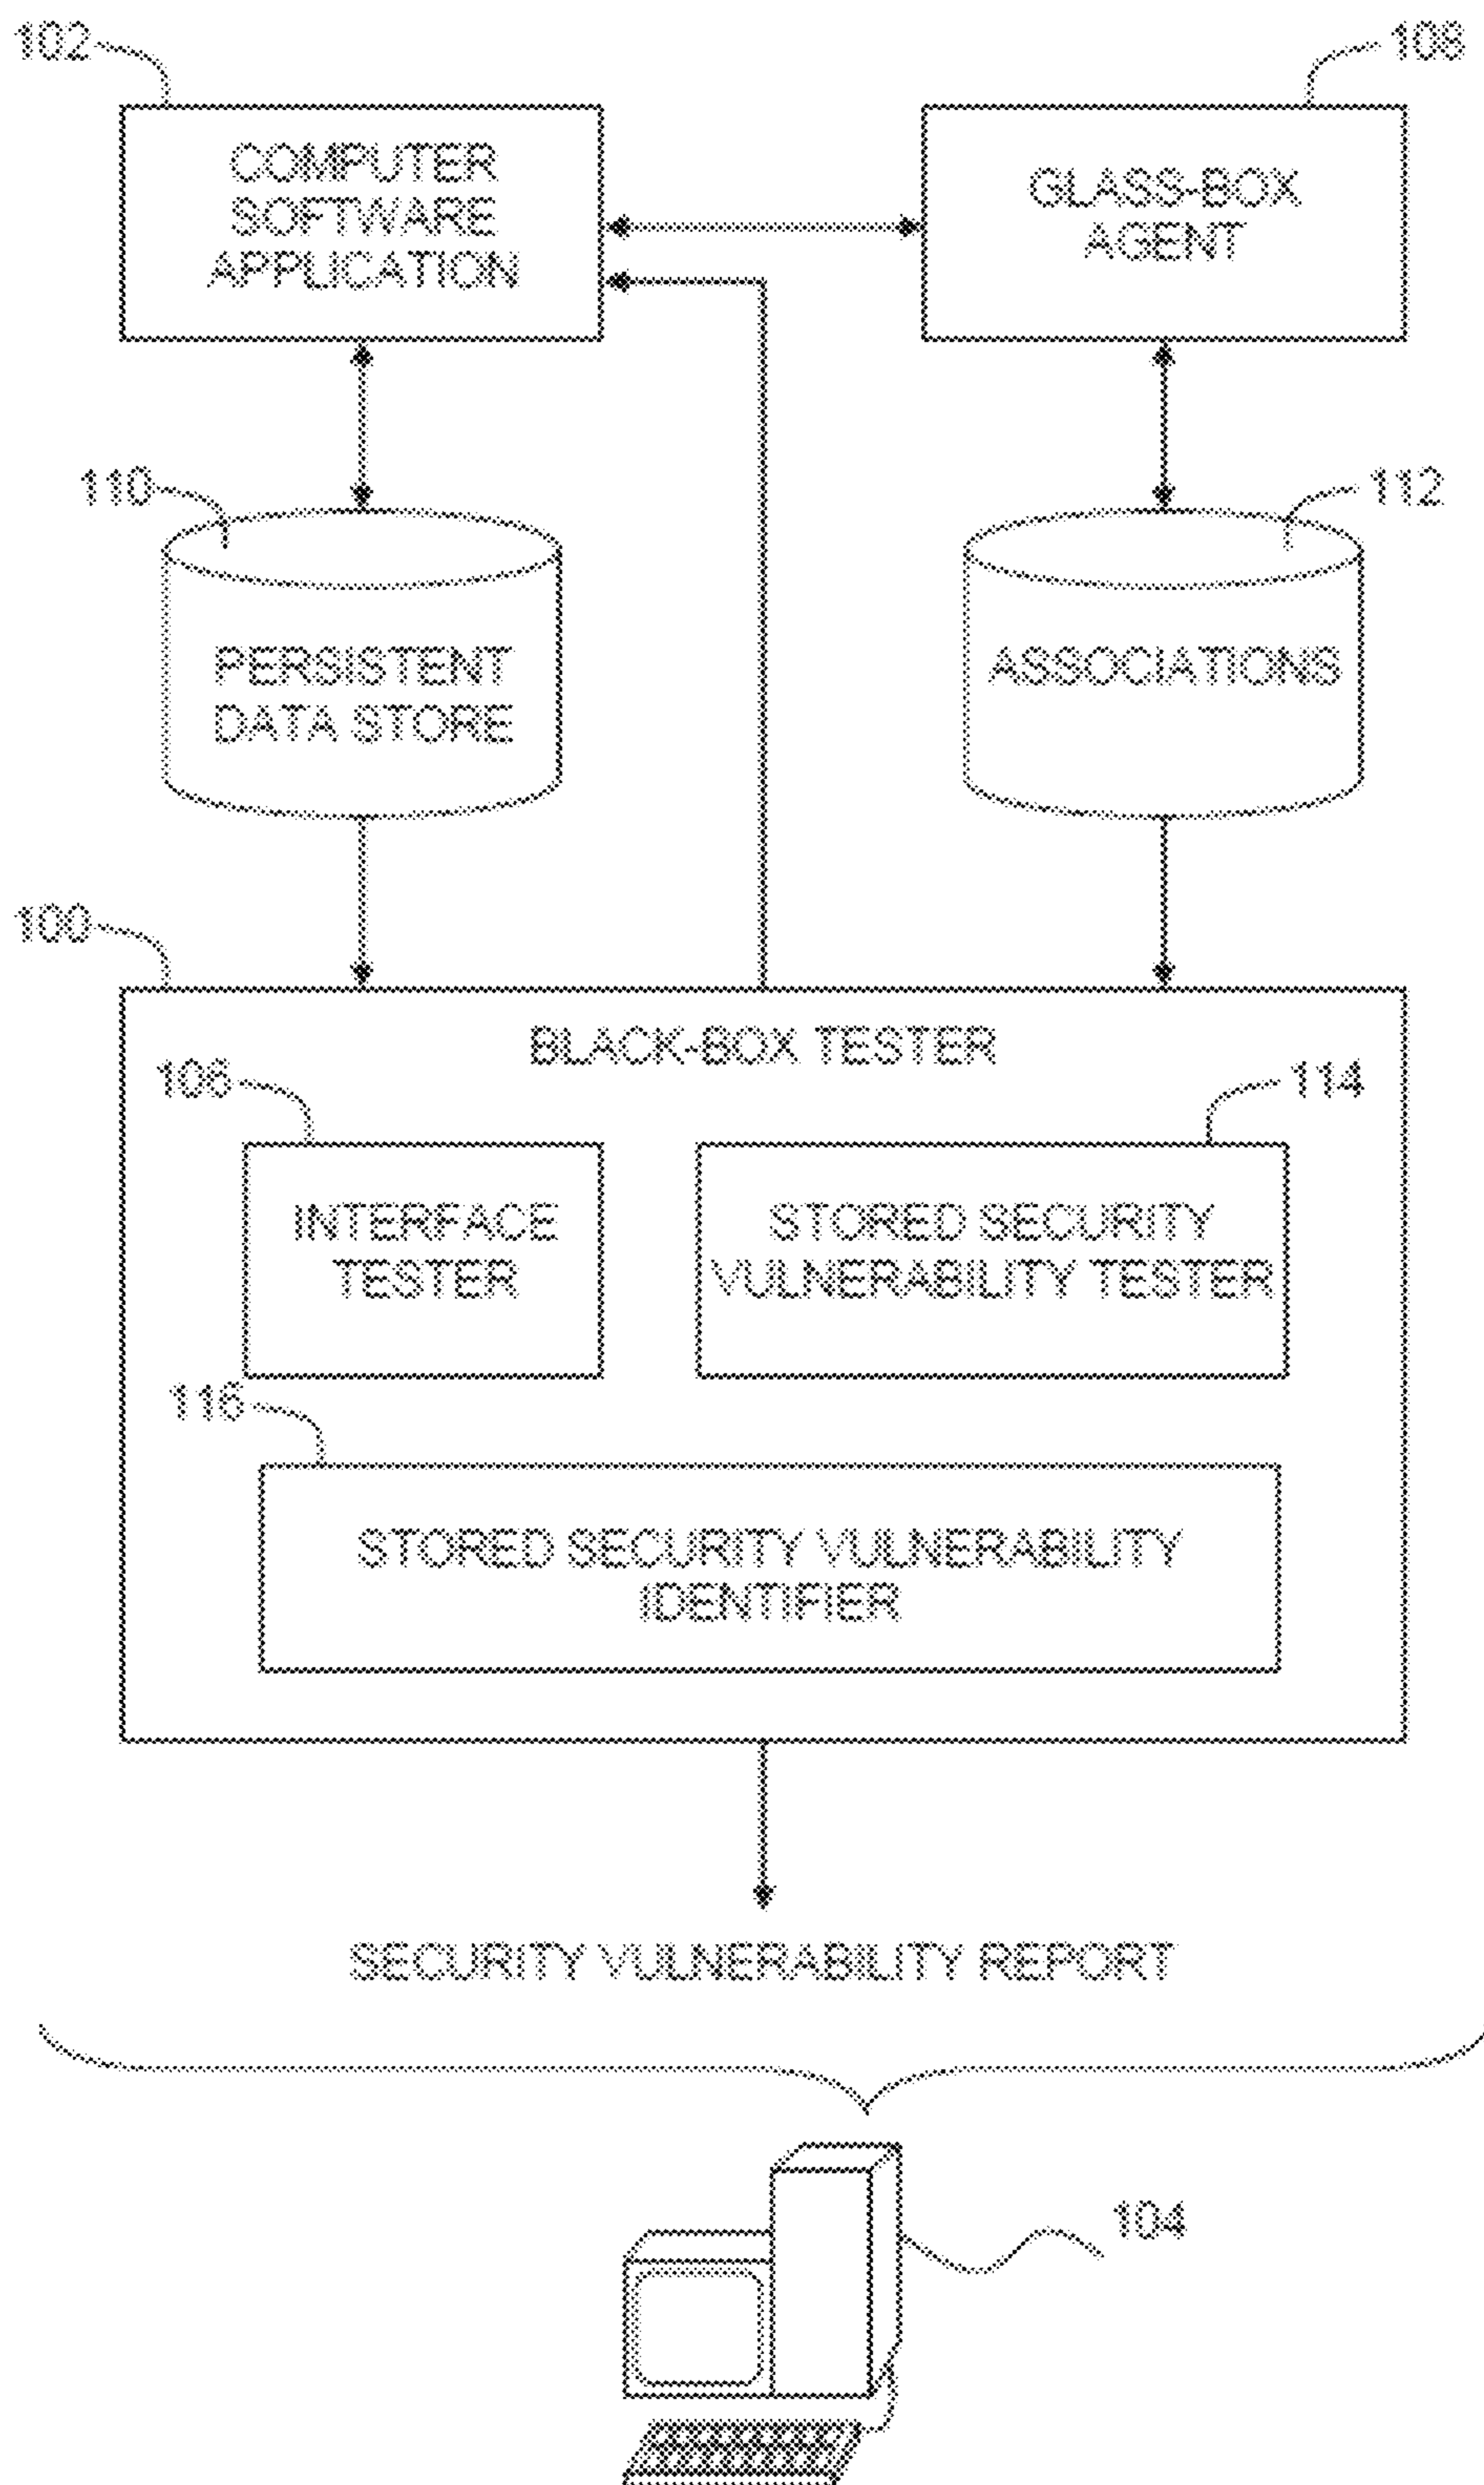 102
108
COMPUTER
SOFTWARE
APPLICATION
GLASS-BOX
AGENT
110
112
PERSISTENT
DATA STORE
ASSOCIATIONS
100
BLACK-BOX TESTER
106
114
INTERFACE
TESTER
STORED SECURITY
VULNERABILITY TESTER
116
STORED SECURITY VULNERABILITY
IDENTIFIER
SECURITY VULNERABILITY REPORT
104